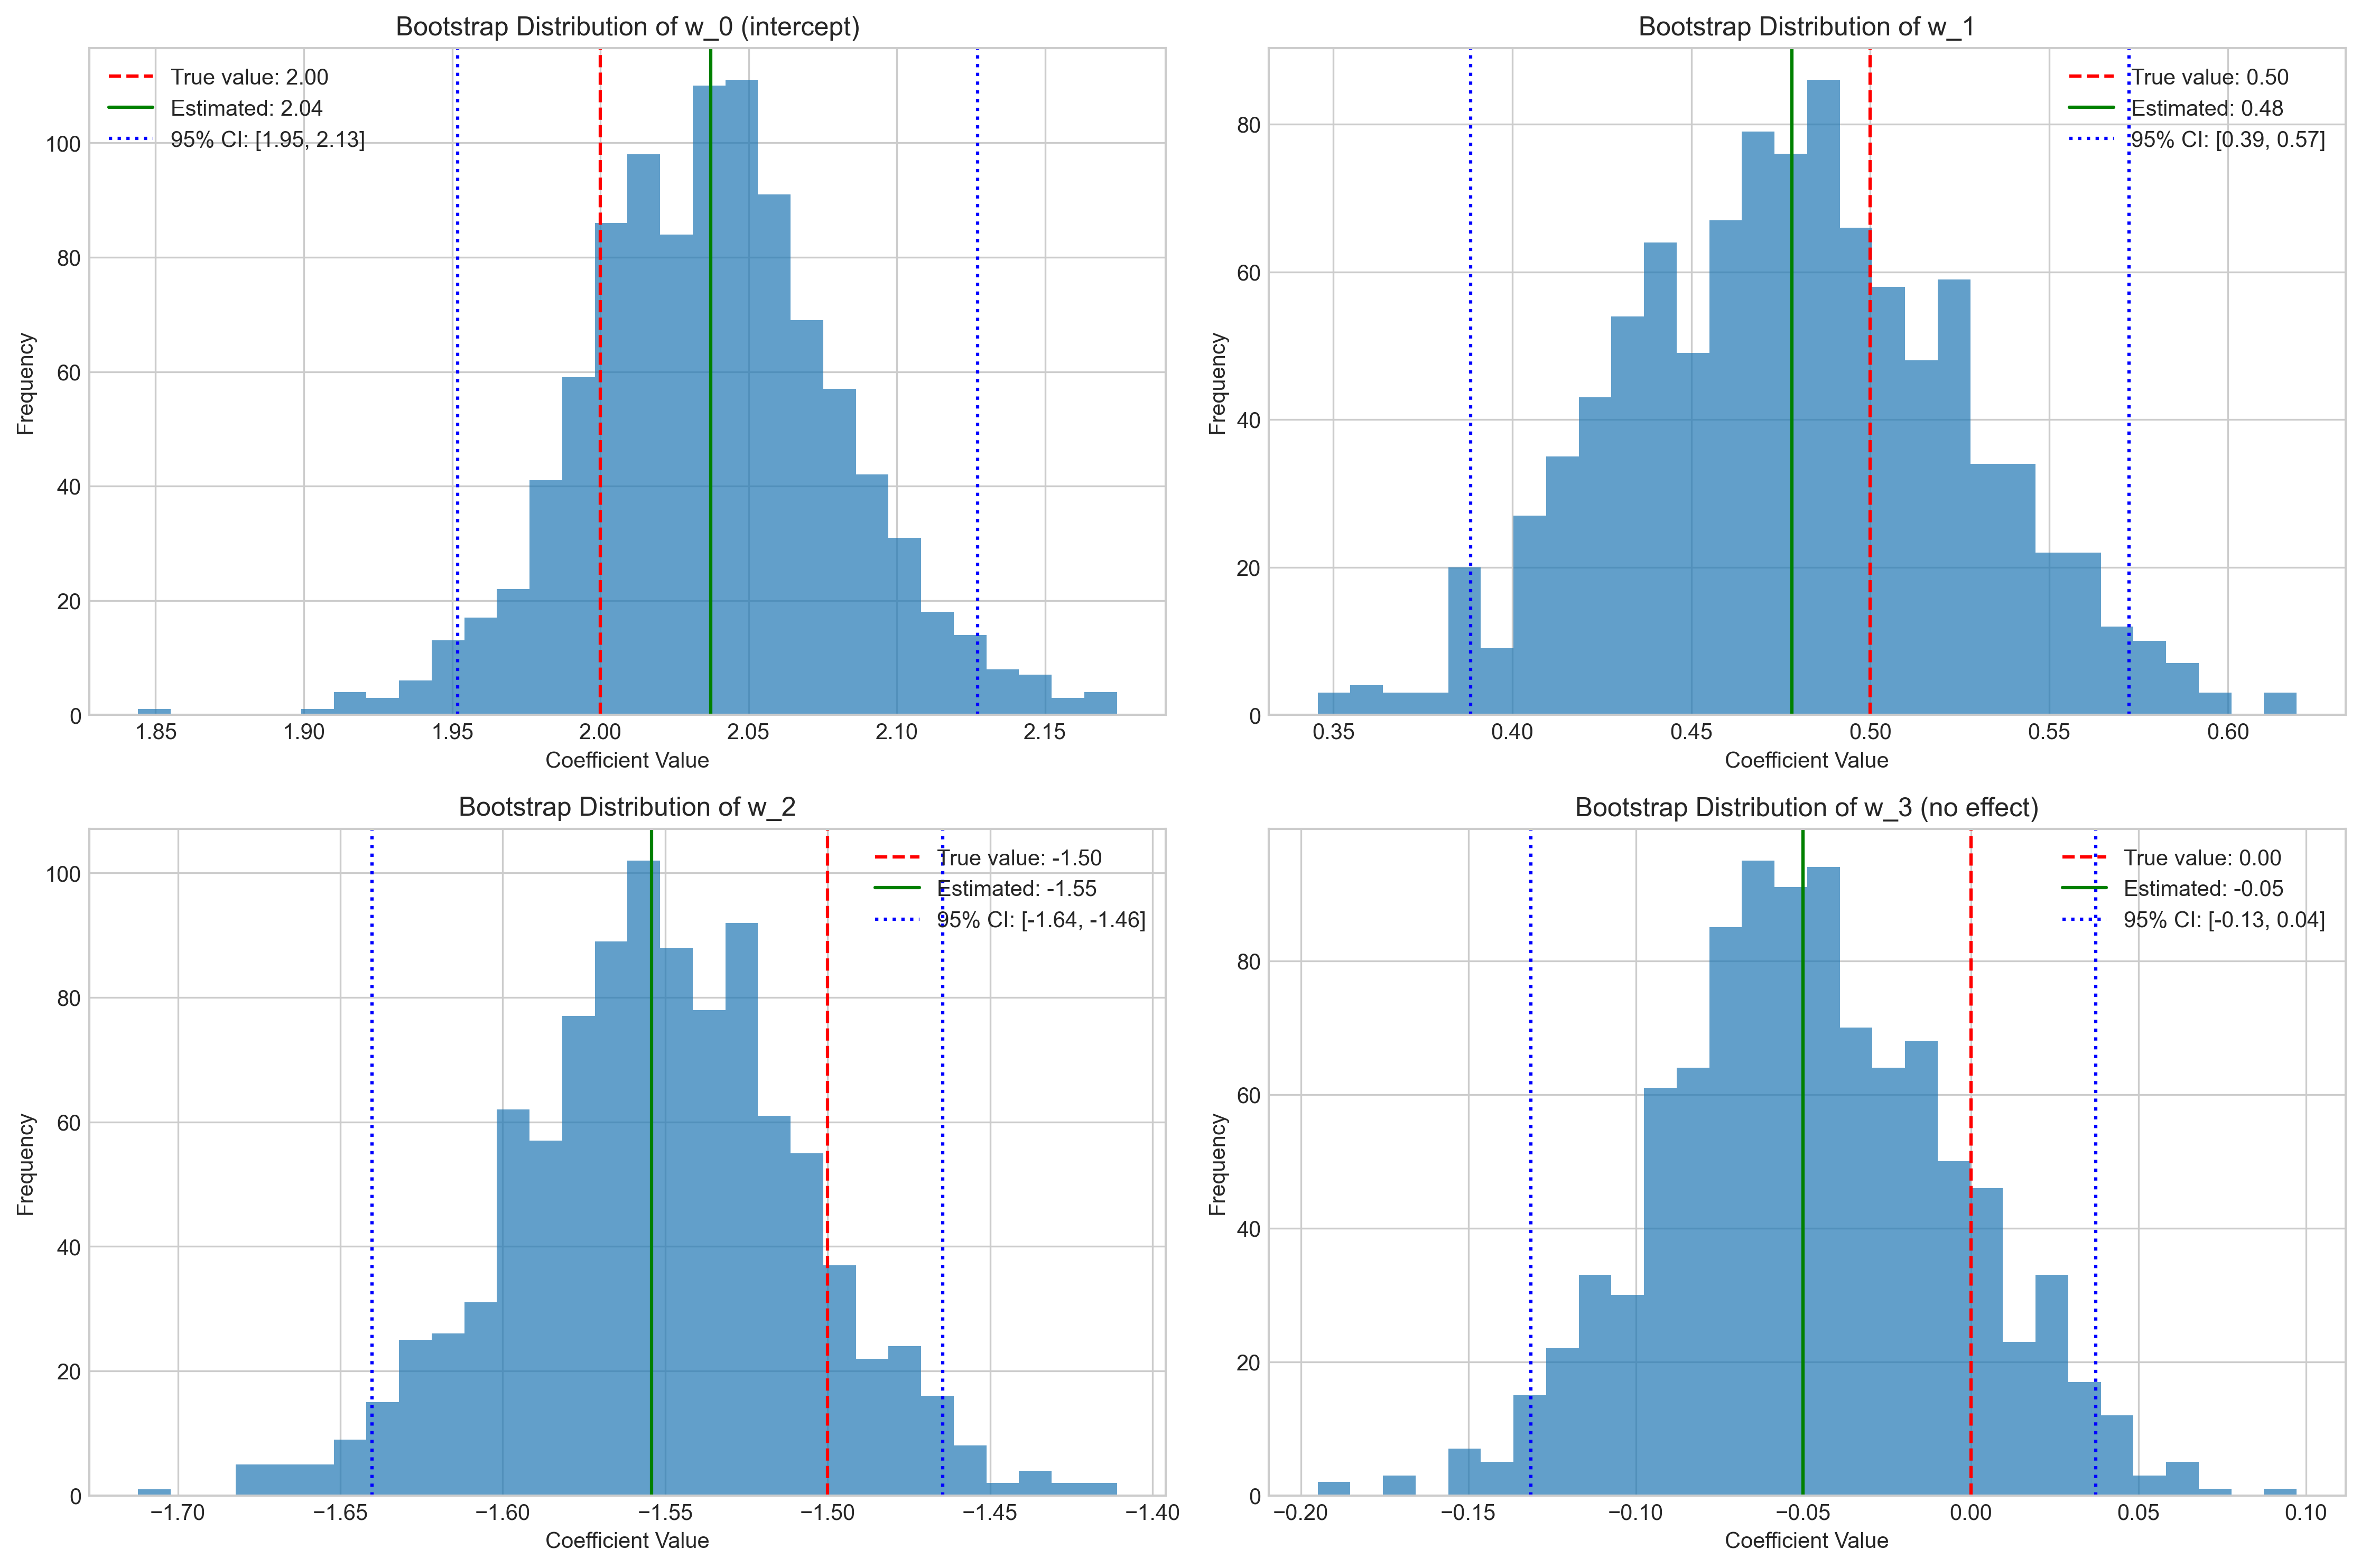 Bootstrap Distribution of w_0 (intercept)
True value: 2.00
Estimated: 2.04
95% CI: [1.95, 2.13]
Frequency
100
80
60
40
20
0
1.85 1.90 1.95 2.00 2.05 2.10 2.15
Coefficient Value
Bootstrap Distribution of w_1
True value: 0.50
Estimated: 0.48
95% CI: [0.39, 0.57]
Frequency
80
60
40
20
0
0.35 0.40 0.45 0.50 0.55 0.60
Coefficient Value
Bootstrap Distribution of w_2
True value: -1.50
Estimated: -1.55
95% CI: [-1.64, -1.46]
Frequency
100
80
60
40
20
0
−1.70 −1.65 −1.60 −1.55 −1.50 −1.45 −1.40
Coefficient Value
Bootstrap Distribution of w_3 (no effect)
True value: 0.00
Estimated: -0.05
95% CI: [-0.13, 0.04]
Frequency
80
60
40
20
0
−0.20 −0.15 −0.10 −0.05 0.00 0.05 0.10
Coefficient Value